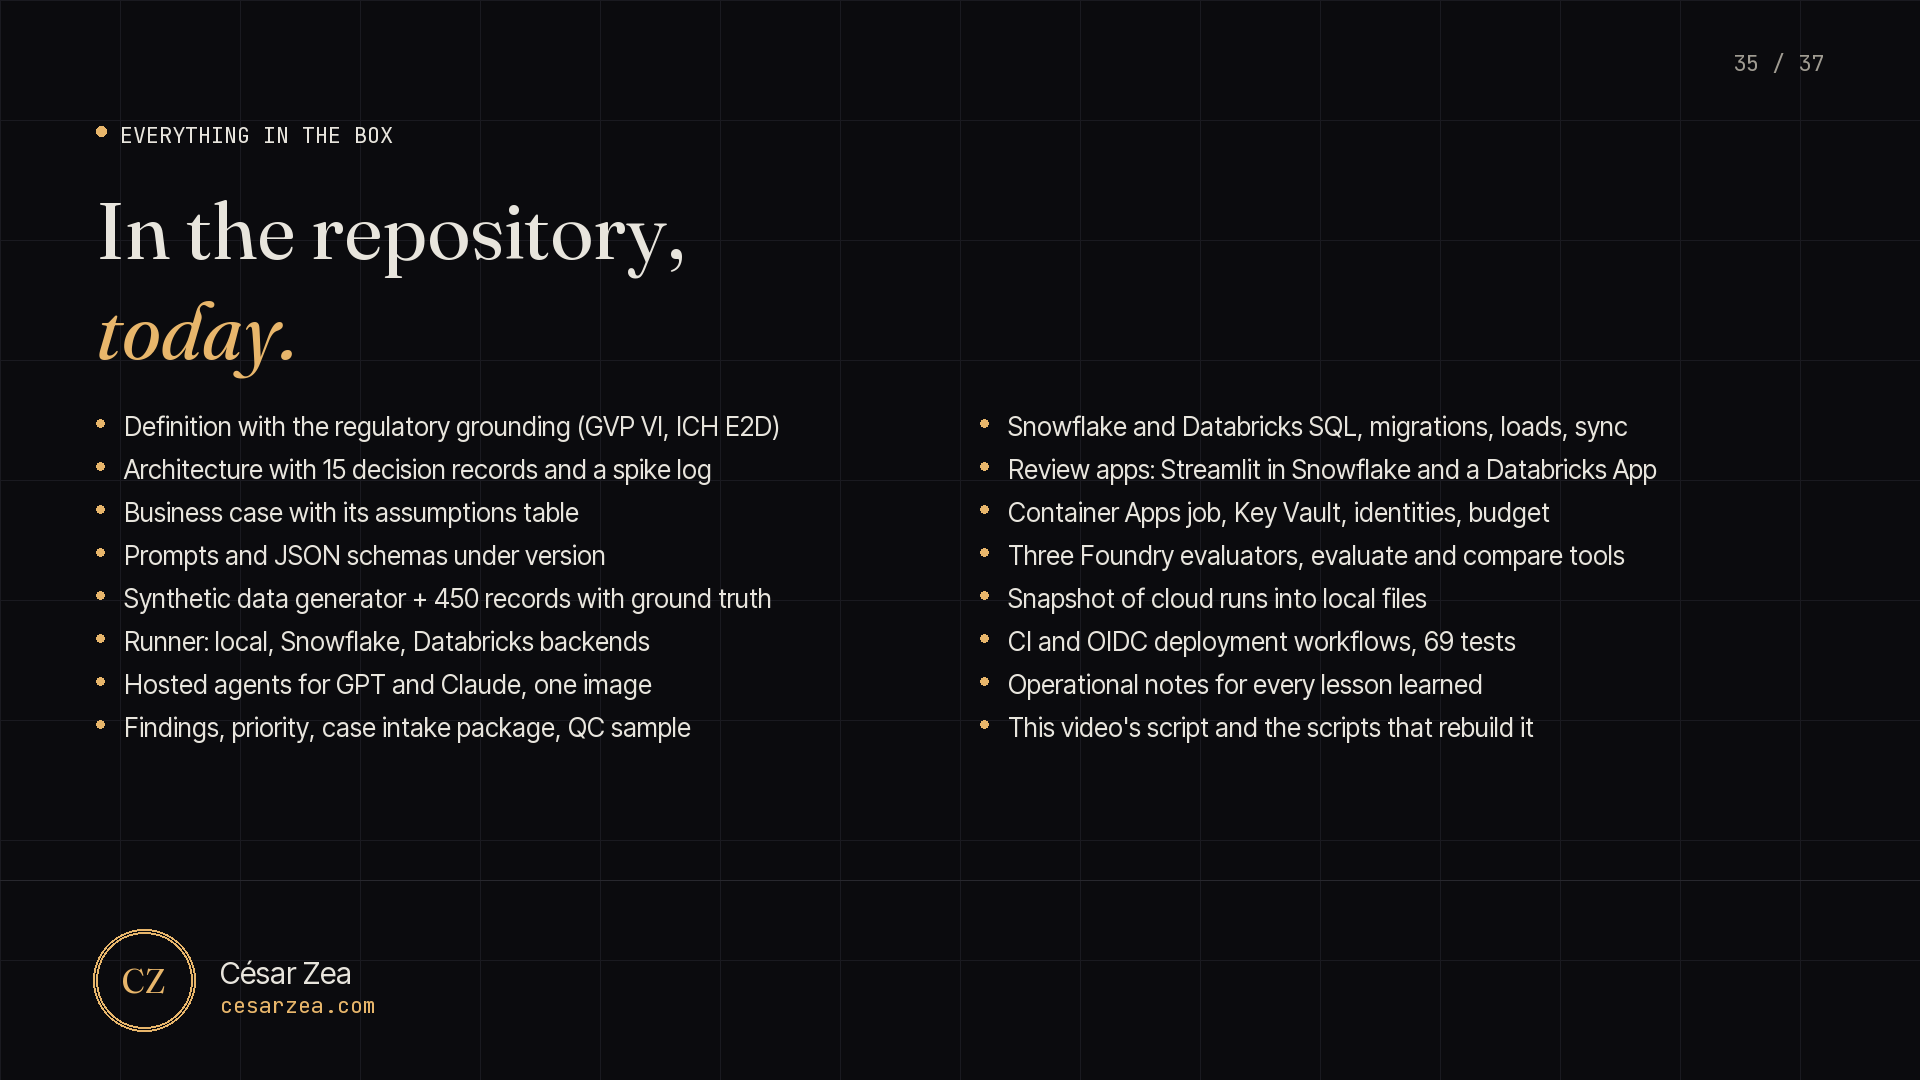 35 / 37
EVERYTHING IN THE BOX
In the repository,
today.
Definition with the regulatory grounding (GVP VI, ICH E2D)
Architecture with 15 decision records and a spike log
Business case with its assumptions table
Prompts and JSON schemas under version
Synthetic data generator + 450 records with ground truth
Runner: local, Snowflake, Databricks backends
Hosted agents for GPT and Claude, one image
Findings, priority, case intake package, QC sample
Snowflake and Databricks SQL, migrations, loads, sync
Review apps: Streamlit in Snowflake and a Databricks App
Container Apps job, Key Vault, identities, budget
Three Foundry evaluators, evaluate and compare tools
Snapshot of cloud runs into local files
CI and OIDC deployment workflows, 69 tests
Operational notes for every lesson learned
This video's script and the scripts that rebuild it
CZ
César Zea
cesarzea.com